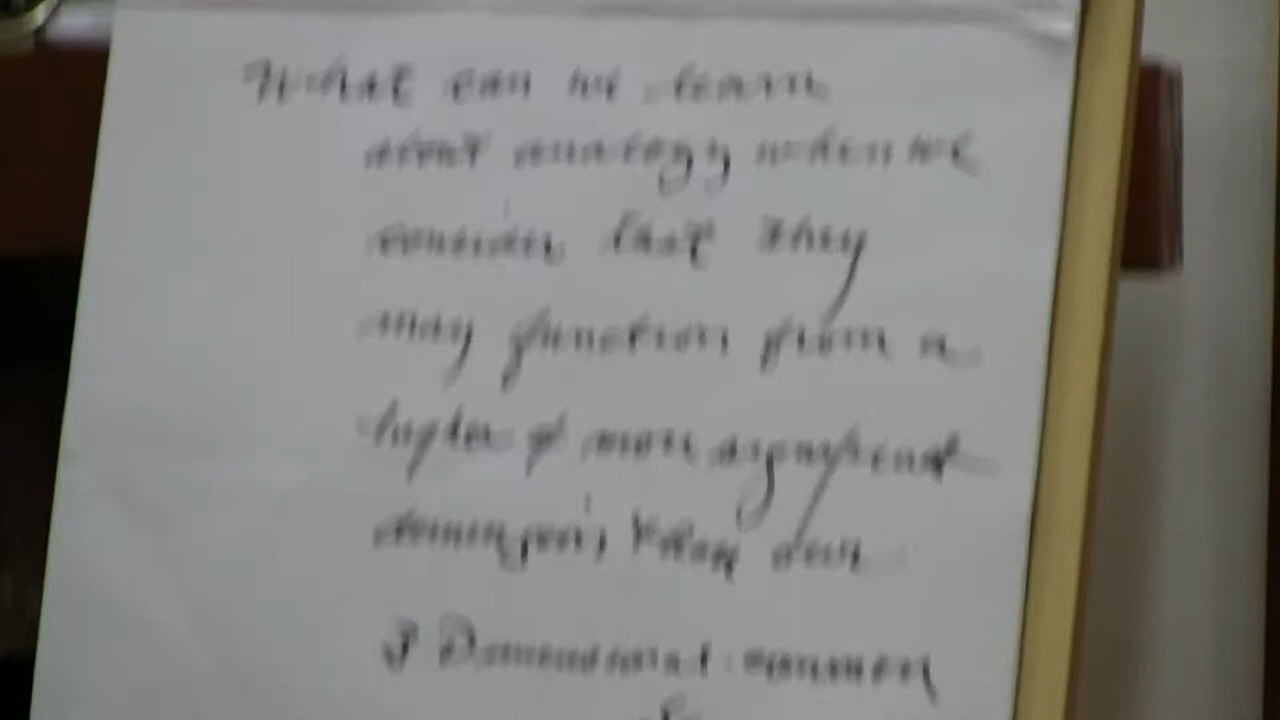 What can we learn
about analogy when we
consider that they
may function from a
higher & more significant
than our
3 Dimensional common